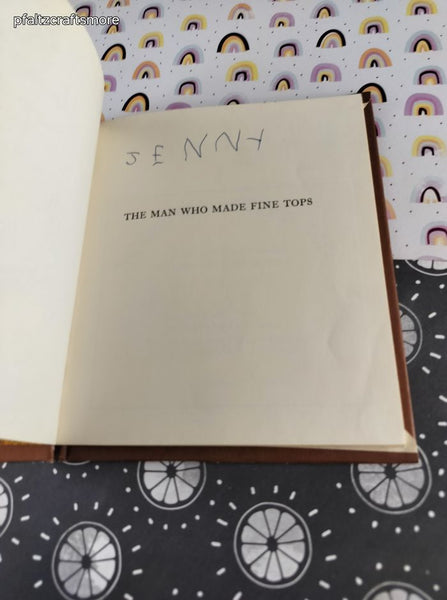 pfaltzcraftsmore
JENNY
THE MAN WHO MADE FINE TOPS